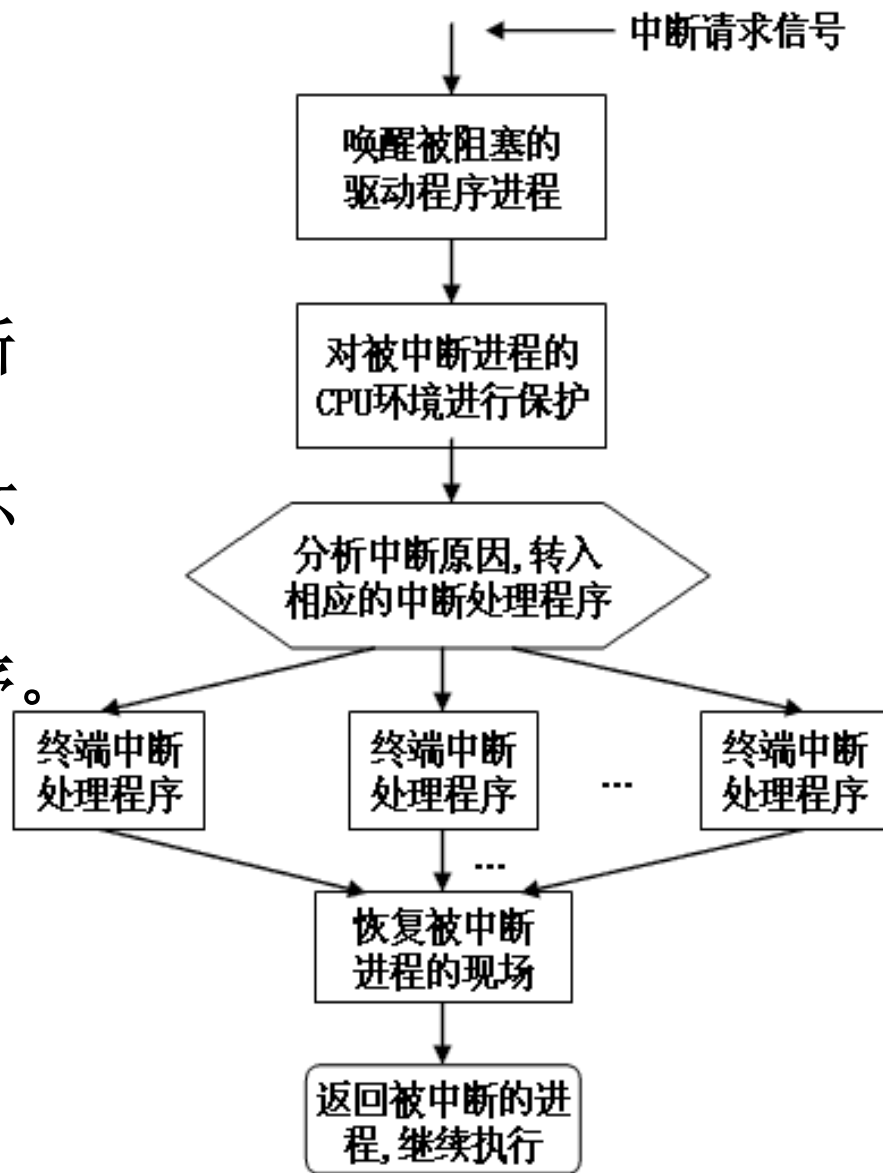 中断请求信号
唤醒被阻塞的
驱动程序进程
对被中断进程的
CPU环境进行保护
分析中断原因,转入
相应的中断处理程序
。
终端中断
处理程序
终端中断
处理程序
...
终端中断
处理程序
...
恢复被中断
进程的现场
返回被中断的进
程,继续执行